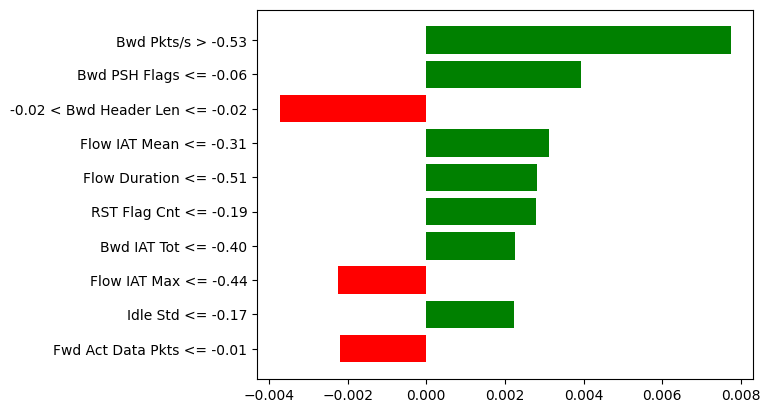 Bwd Pkts/s > -0.53
Bwd PSH Flags <= -0.06
-0.02 < Bwd Header Len <= -0.02
Flow IAT Mean <= -0.31
Flow Duration <= -0.51
RST Flag Cnt <= -0.19
Bwd IAT Tot <= -0.40
Flow IAT Max <= -0.44
Idle Std <= -0.17
Fwd Act Data Pkts <= -0.01
−0.004 −0.002 0.000 0.002 0.004 0.006 0.008